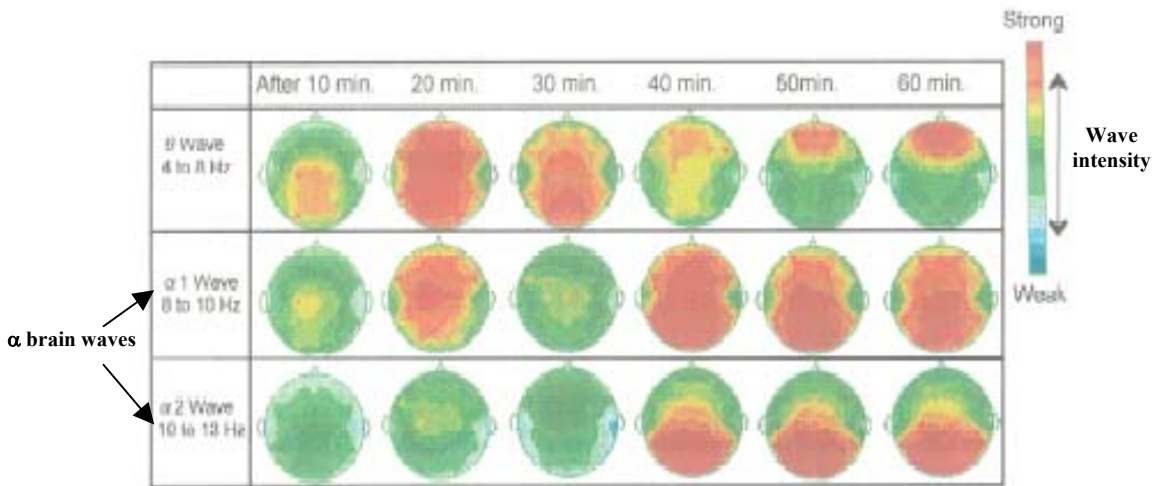 Strong
After 10 min. 20 min. 30 min. 40 min. 50min. 60 min.
θ Wave
4 to 8 Hz
Wave
intensity
α 1 Wave
8 to 10 Hz
Weak
α brain waves
α 2 Wave
10 to 13 Hz